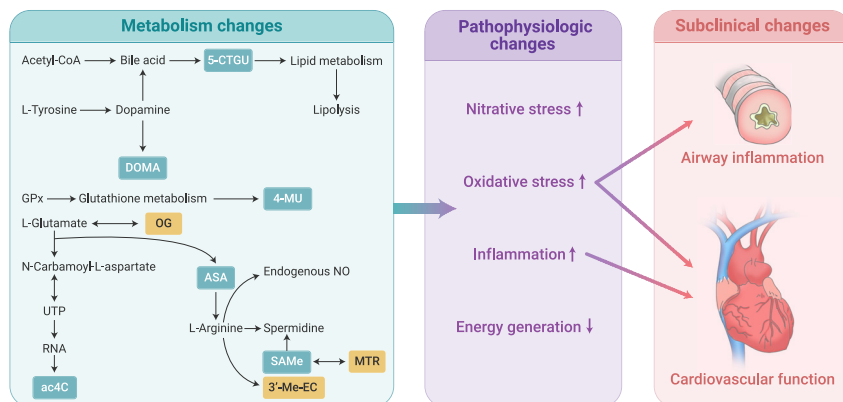 Metabolism changes
Acetyl-CoA
Bile acid
5-CTGU
Lipid metabolism
L-Tyrosine
Dopamine
Lipolysis
DOMA
GPx
Glutathione metabolism
4-MU
L-Glutamate
OG
N-Carbamoyl-L-aspartate
ASA
Endogenous NO
UTP
L-Arginine
Spermidine
RNA
SAMe
MTR
ac4C
3'-Me-EC
Pathophysiologic
changes
Nitrative stress ↑
Oxidative stress ↑
Inflammation ↑
Energy generation ↓
Subclinical changes
Airway inflammation
Cardiovascular function